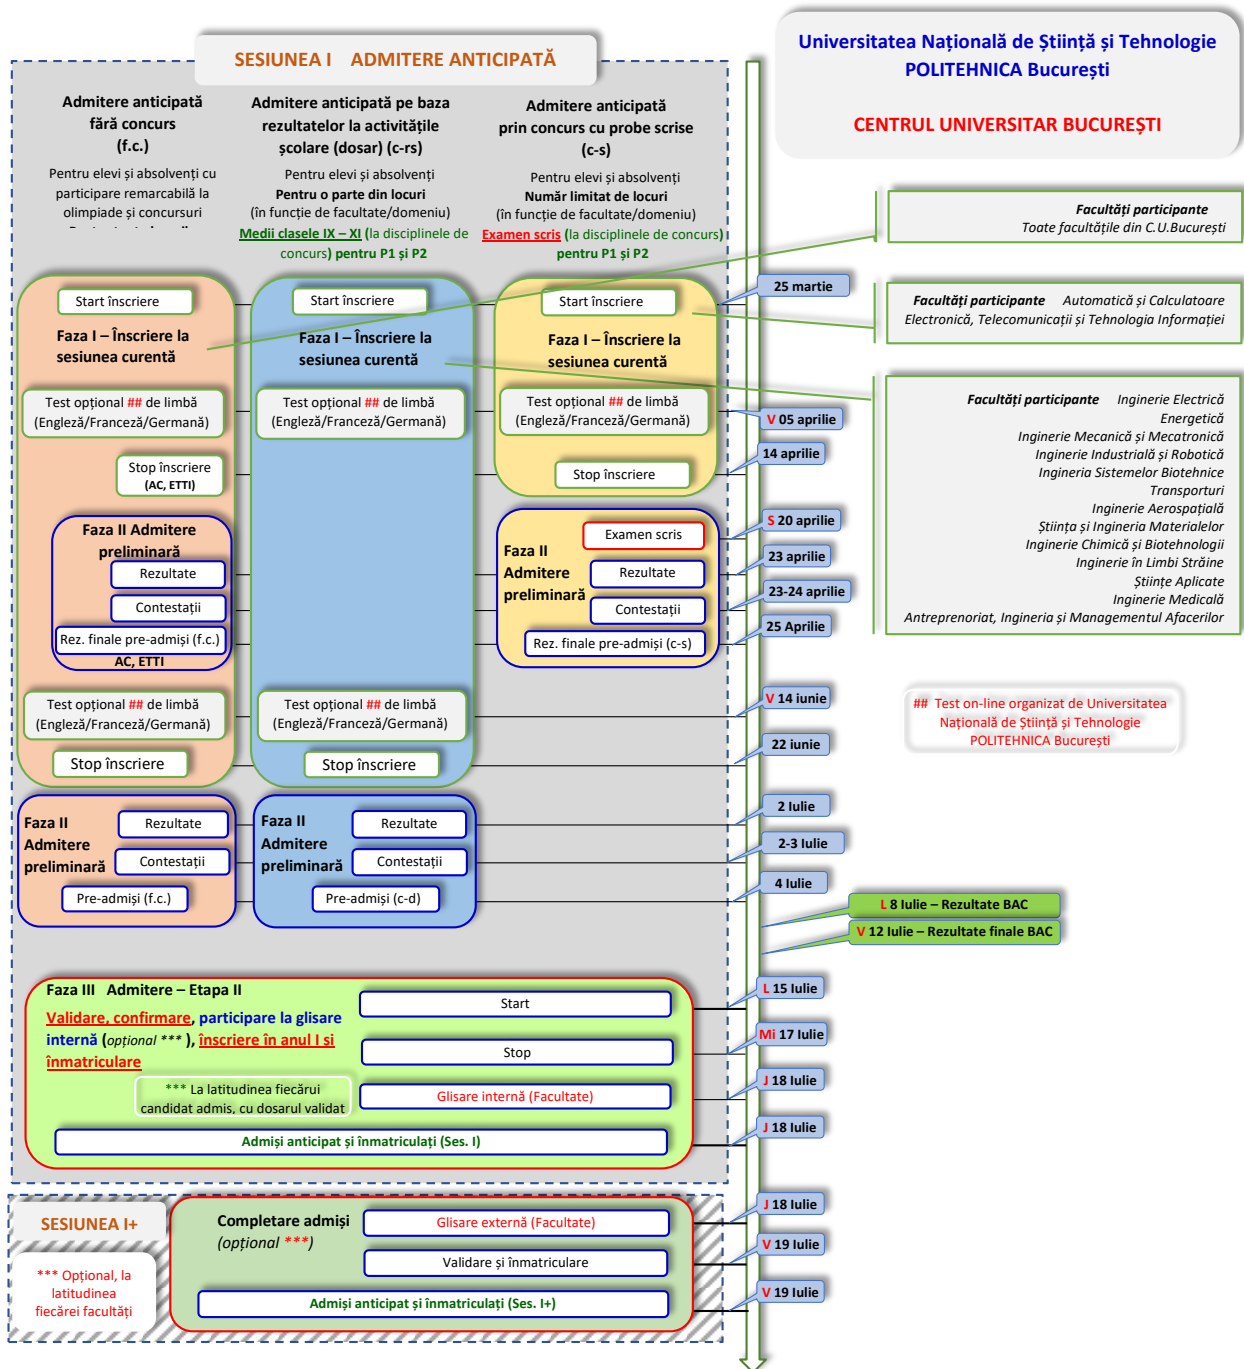 SESIUNEA I ADMITERE ANTICIPATĂ
Universitatea Națională de Știință și Tehnologie
POLITEHNICA București
CENTRUL UNIVERSITAR BUCUREȘTI
Admitere anticipată
fără concurs
(f.c.)
Pentru elevi și absolvenți cu
participare remarcabilă la
olimpiade și concursuri
Admitere anticipată pe baza
rezultatelor la activitățile
școlare (dosar) (c-rs)
Pentru elevi și absolvenți
Pentru o parte din locuri
(în funcție de facultate/domeniu)
Medii clasele IX – XI (la disciplinele de
concurs) pentru P1 și P2
Admitere anticipată
prin concurs cu probe scrise
(c-s)
Pentru elevi și absolvenți
Număr limitat de locuri
(în funcție de facultate/domeniu)
Examen scris (la disciplinele de concurs)
pentru P1 și P2
Facultăți participante
Toate facultățile din C.U.București
Start înscriere
Start înscriere
Start înscriere
25 martie
Facultăți participante Automatică și Calculatoare
Electronică, Telecomunicații și Tehnologia Informației
Faza I – Înscriere la
sesiunea curentă
Faza I – Înscriere la
sesiunea curentă
Faza I – Înscriere la
sesiunea curentă
Test opțional ## de limbă
(Engleză/Franceză/Germană)
Test opțional ## de limbă
(Engleză/Franceză/Germană)
Test opțional ## de limbă
(Engleză/Franceză/Germană)
V 05 aprilie
Facultăți participante Inginerie Electrică
Energetică
Inginerie Mecanică și Mecatronică
Inginerie Industrială și Robotică
Ingineria Sistemelor Biotehnice
Transporturi
Inginerie Aerospațială
Știința și Ingineria Materialelor
Inginerie Chimică și Biotehnologii
Inginerie în Limbi Străine
Științe Aplicate
Inginerie Medicală
Antreprenoriat, Ingineria și Managementul Afacerilor
Stop înscriere
(AC, ETTI)
Stop înscriere
14 aprilie
Faza II Admitere
preliminară
Rezultate
Contestații
Rez. finale pre-admiși (f.c.)
AC, ETTI
Faza II
Admitere
preliminară
Examen scris
Rezultate
Contestații
Rez. finale pre-admiși (c-s)
S 20 aprilie
23 aprilie
23-24 aprilie
25 Aprilie
Test opțional ## de limbă
(Engleză/Franceză/Germană)
Test opțional ## de limbă
(Engleză/Franceză/Germană)
V 14 iunie
## Test on-line organizat de Universitatea
Națională de Știință și Tehnologie
POLITEHNICA București
Stop înscriere
Stop înscriere
22 iunie
Faza II
Admitere
preliminară
Rezultate
Contestații
Pre-admiși (f.c.)
Faza II
Admitere
preliminară
Rezultate
Contestații
Pre-admiși (c-d)
2 Iulie
2-3 Iulie
4 Iulie
L 8 Iulie – Rezultate BAC
V 12 Iulie – Rezultate finale BAC
Faza III Admitere – Etapa II
Validare, confirmare, participare la glisare
internă (opțional *** ), înscriere în anul I si
înmatriculare
*** La latitudinea fiecărui
candidat admis, cu dosarul validat
Start
L 15 Iulie
Stop
Mi 17 Iulie
Glisare internă (Facultate)
J 18 Iulie
Admiși anticipat și înmatriculați (Ses. I)
J 18 Iulie
SESIUNEA I+
*** Opțional, la
latitudinea
fiecărei facultăți
Completare admiși
(opțional ***)
Glisare externă (Facultate)
J 18 Iulie
Validare și înmatriculare
V 19 Iulie
Admiși anticipat și înmatriculați (Ses. I+)
V 19 Iulie